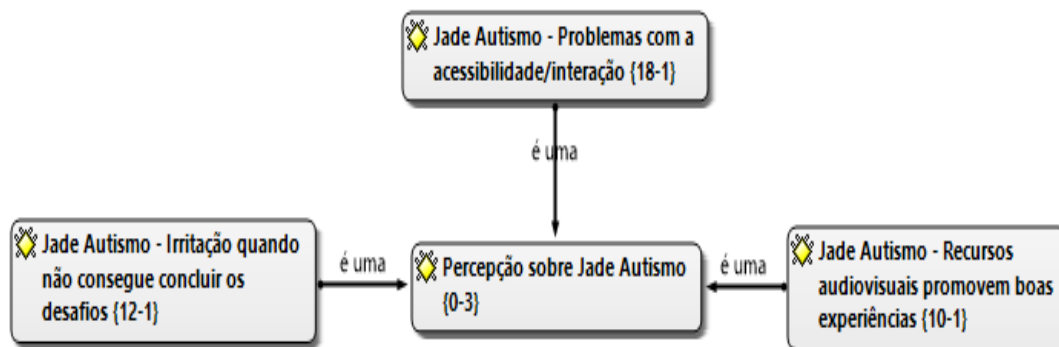 Jade Autismo - Problemas com a
acessibilidade/interação {18-1}
é uma
Jade Autismo - Irritação quando
não consegue concluir os
desafios {12-1}
é uma
Percepção sobre Jade Autismo
{0-3}
é uma
Jade Autismo - Recursos
audiovisuais promovem boas
experiências {10-1}